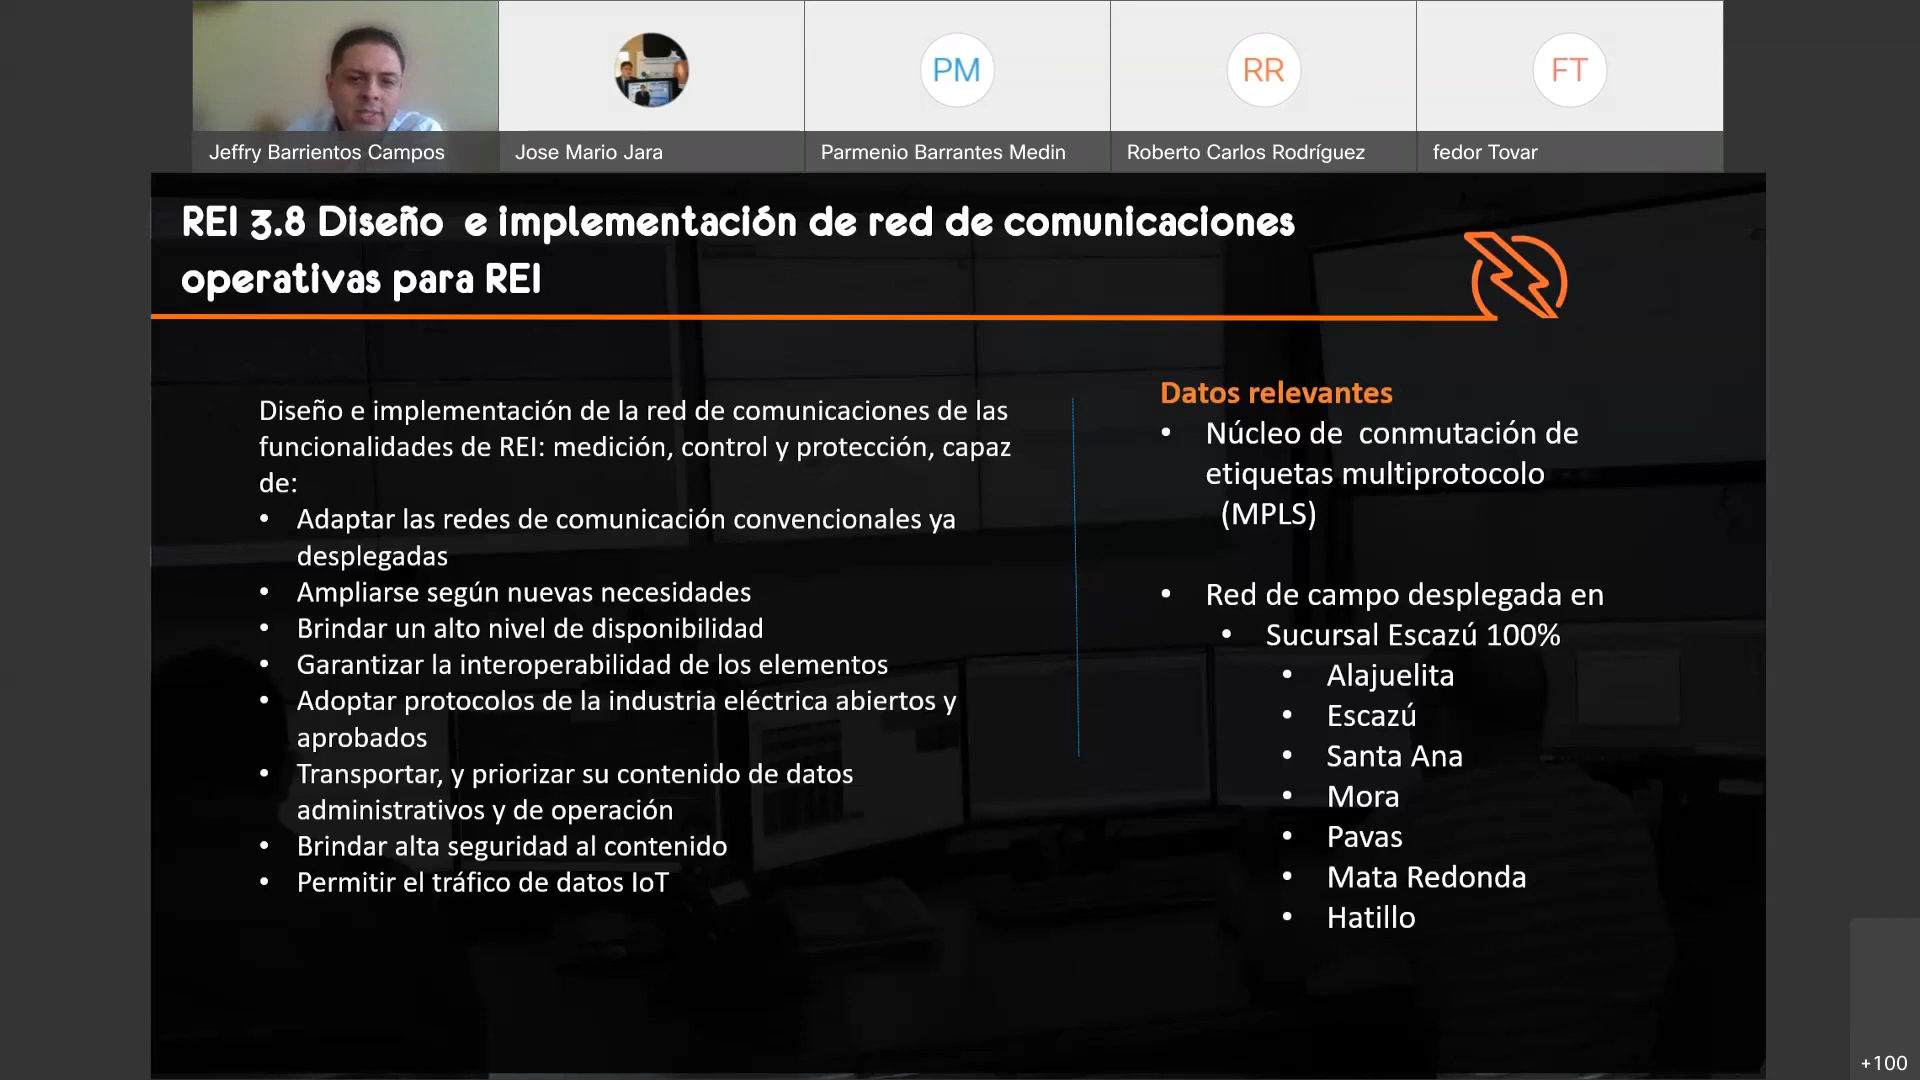 PM
RR
FT
Jeffry Barrientos Campos
Jose Mario Jara
Parmenio Barrantes Medin
Roberto Carlos Rodríguez
fedor Tovar
REI 3.8 Diseño e implementación de red de comunicaciones
operativas para REI
Diseño e implementación de la red de comunicaciones de las
funcionalidades de REI: medición, control y protección, capaz
de:
• Adaptar las redes de comunicación convencionales ya
desplegadas
• Ampliarse según nuevas necesidades
• Brindar un alto nivel de disponibilidad
• Garantizar la interoperabilidad de los elementos
• Adoptar protocolos de la industria eléctrica abiertos y
aprobados
• Transportar, y priorizar su contenido de datos
administrativos y de operación
• Brindar alta seguridad al contenido
• Permitir el tráfico de datos IoT
Datos relevantes
• Núcleo de conmutación de
etiquetas multiprotocolo
(MPLS)
• Red de campo desplegada en
• Sucursal Escazú 100%
• Alajuelita
• Escazú
• Santa Ana
• Mora
• Pavas
• Mata Redonda
• Hatillo
+100